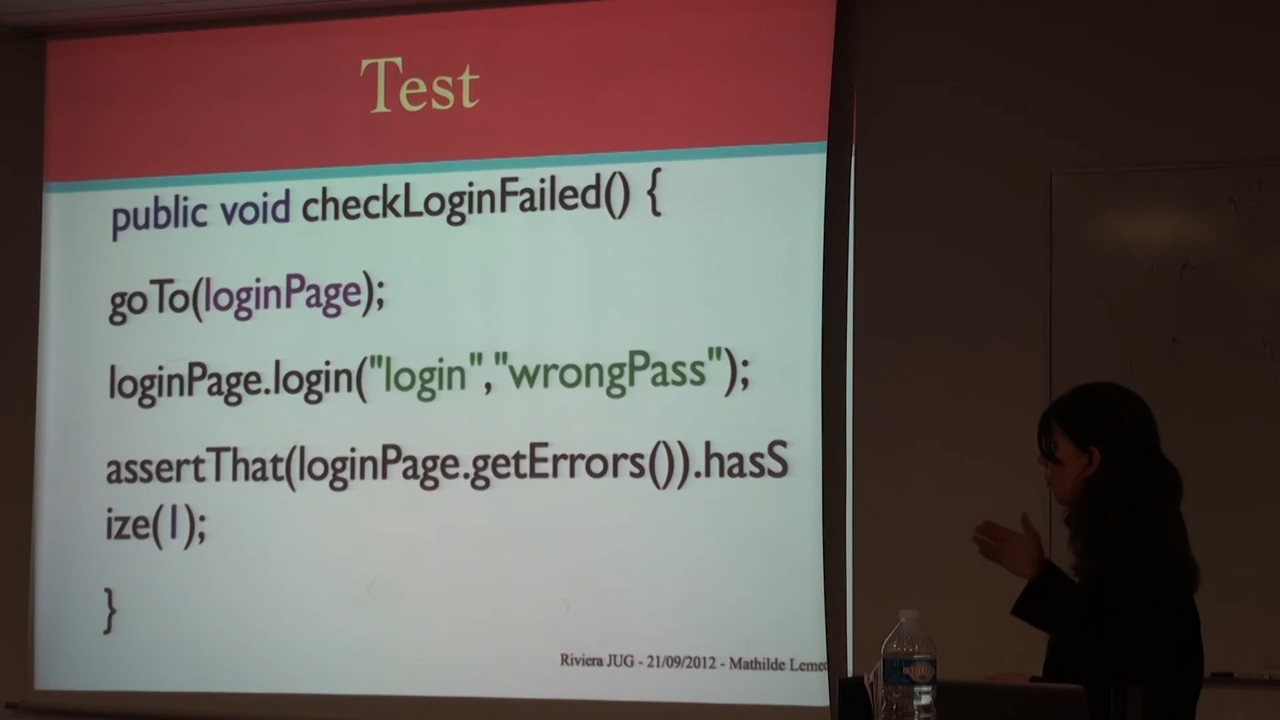 Test
public void checkLoginFailed() {
goTo(loginPage);
loginPage.login("login","wrongPass");
assertThat(loginPage.getErrors()).hasS
ize(1);
}
Riviera JUG - 21/09/2012 - Mathilde Leme